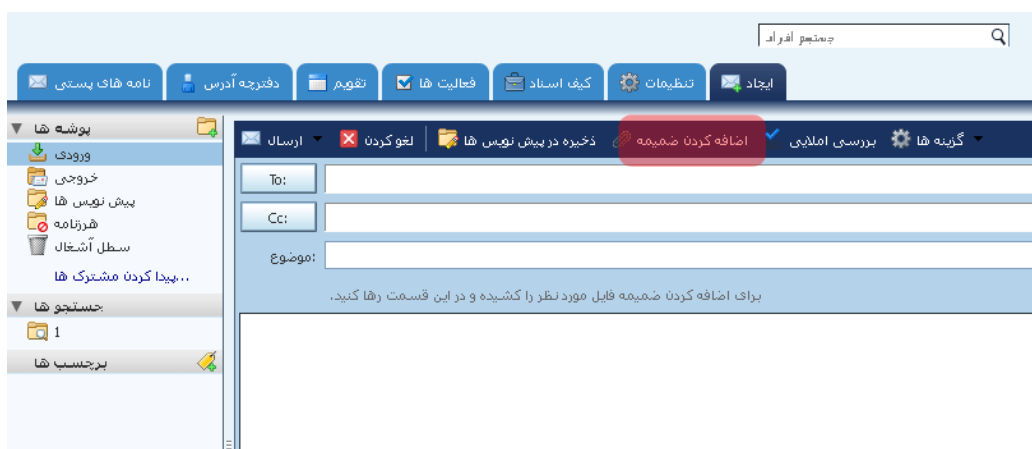 جستجو افراد
نامه های پستی
دفترچه آدرس
تقویم
فعالیت ها
کیف اسناد
تنظیمات
ایجاد
پوشه ها
ورودی
خروجی
پیش نویس ها
هرزنامه
سطل آشغال
پیدا کردن مشترک ها...
جستجو ها
1
برچسب ها
ارسال
لغو کردن
ذخیره در پیش نویس ها
اضافه کردن ضمیمه
بررسی املایی
گزینه ها
To:
Cc:
موضوع:
برای اضافه کردن ضمیمه فایل مورد نظر را کشیده و در این قسمت رها کنید.